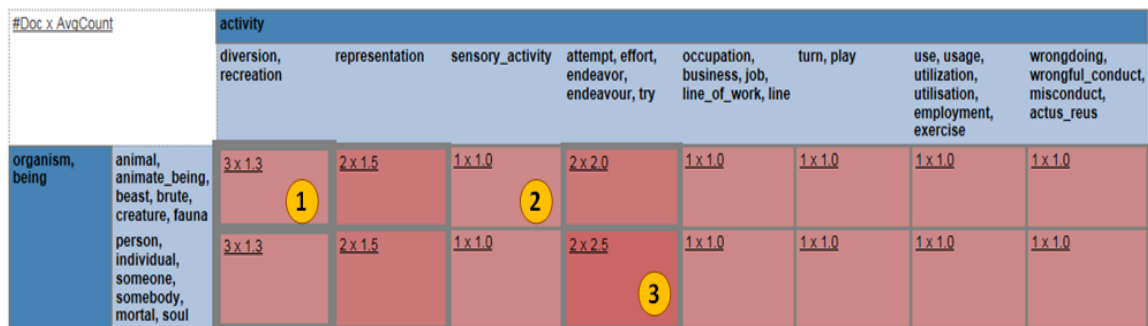 #Doc x AvgCount
activity
diversion,
recreation
representation
sensory_activity
attempt, effort,
endeavor,
endeavour, try
occupation,
business, job,
line_of_work, line
turn, play
use, usage,
utilization,
utilisation,
employment,
exercise
wrongdoing,
wrongful_conduct,
misconduct,
actus_reus
organism,
being
animal,
animate_being,
beast, brute,
creature, fauna
3 x 1.3
2 x 1.5
1 x 1.0
2 x 2.0
1 x 1.0
1 x 1.0
1 x 1.0
1 x 1.0
1
2
person,
individual,
someone,
somebody,
mortal, soul
3 x 1.3
2 x 1.5
1 x 1.0
2 x 2.5
1 x 1.0
1 x 1.0
1 x 1.0
1 x 1.0
3